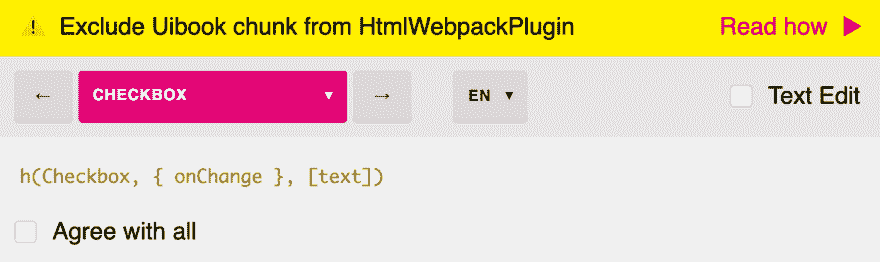 ⚠ Exclude Uibook chunk from HtmlWebpackPlugin Read how ▶
← CHECKBOX ▼ → EN ▼ Text Edit
h(Checkbox, { onChange }, [text])
Agree with all